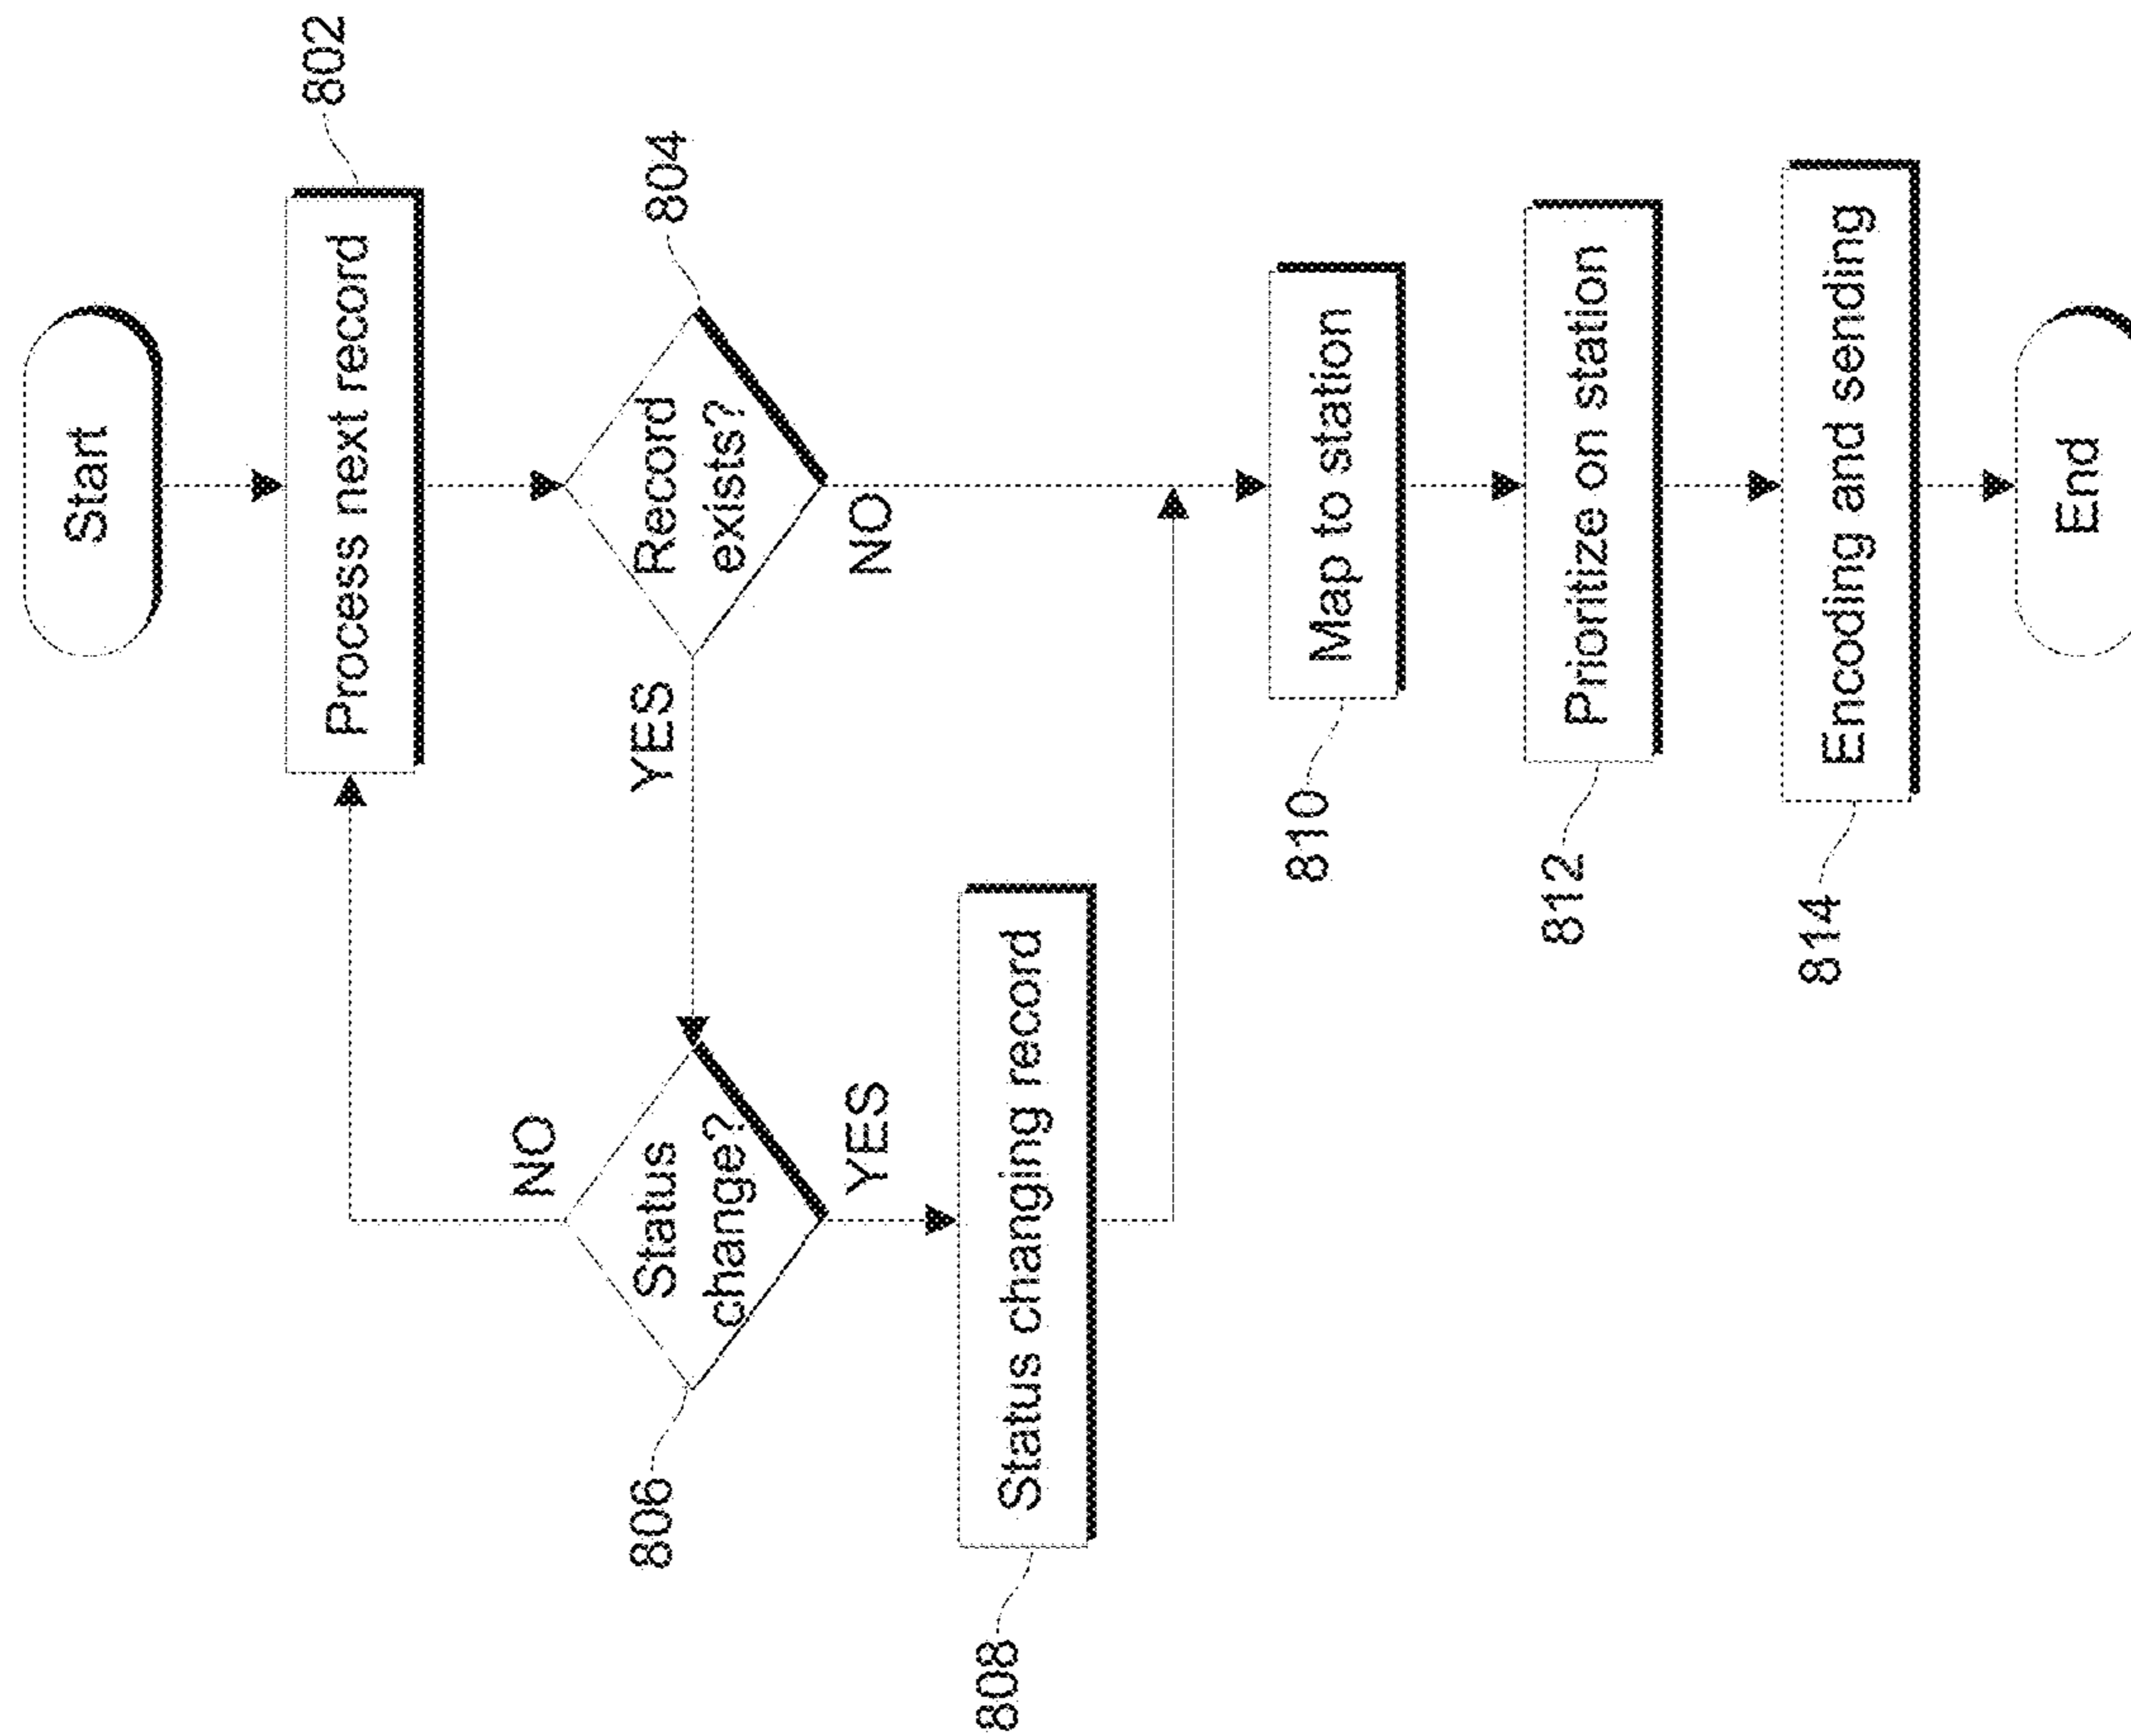 Start
802
Process next record
804
Record
exists?
YES
NO
806
Status
change?
NO
YES
808
Status changing record
810
Map to station
812
Prioritize on station
814
Encoding and sending
End